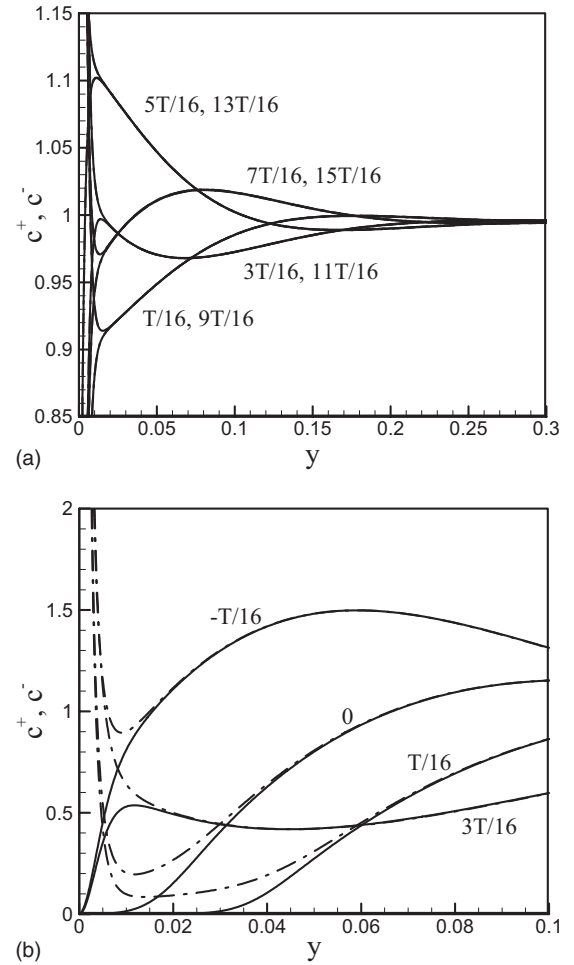 1.15
1.1
5T/16, 13T/16
1.05
7T/16, 15T/16
c+, c-
1
0.95
3T/16, 11T/16
T/16, 9T/16
0.9
0.85
0 0.05 0.1 0.15 0.2 0.25 0.3
(a) y
2
1.5
-T/16
c+, c-
1
0
T/16
0.5
3T/16
0
0 0.02 0.04 0.06 0.08 0.1
(b) y